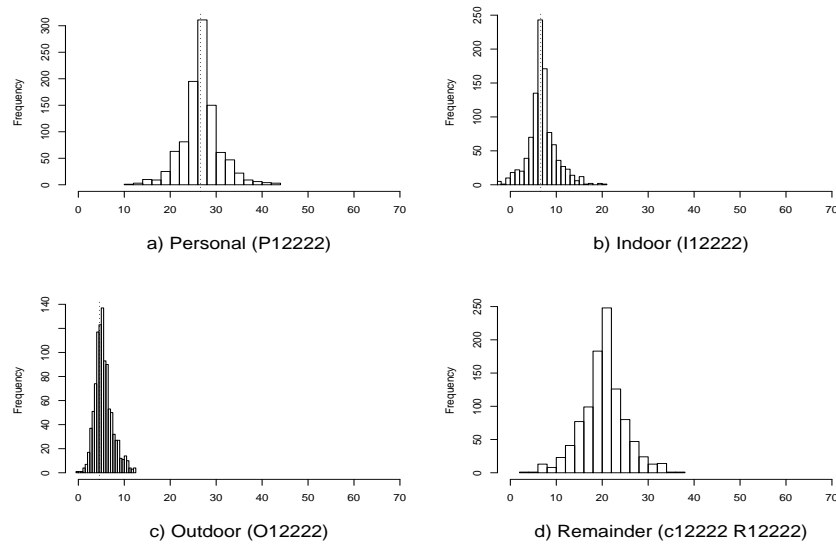 Frequency
0 50 100 150 200 250 300
0 10 20 30 40 50 60 70
a) Personal (P12222)
Frequency
0 50 100 150 200 250
0 10 20 30 40 50 60 70
b) Indoor (I12222)
Frequency
0 20 40 60 80 100 140
0 10 20 30 40 50 60 70
c) Outdoor (O12222)
Frequency
0 50 100 150 200 250
0 10 20 30 40 50 60 70
d) Remainder (c12222 R12222)